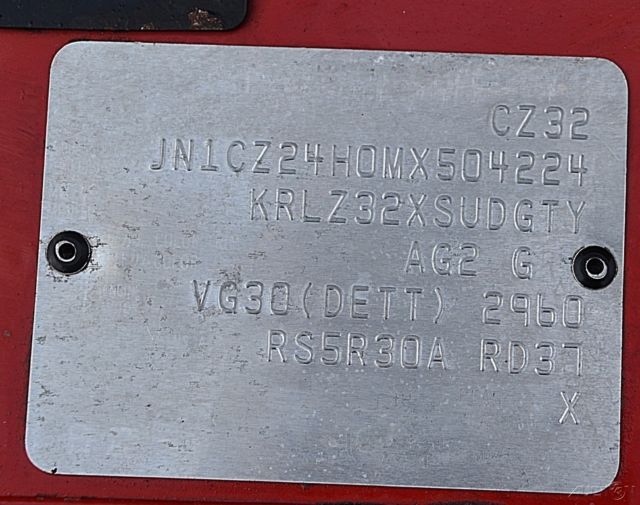 CZ32
JN1CZ24H0MX504224
KRLZ32XSUDGTY
AG2 G
VG30(DETT) 2960
RS5R30A RD37
X